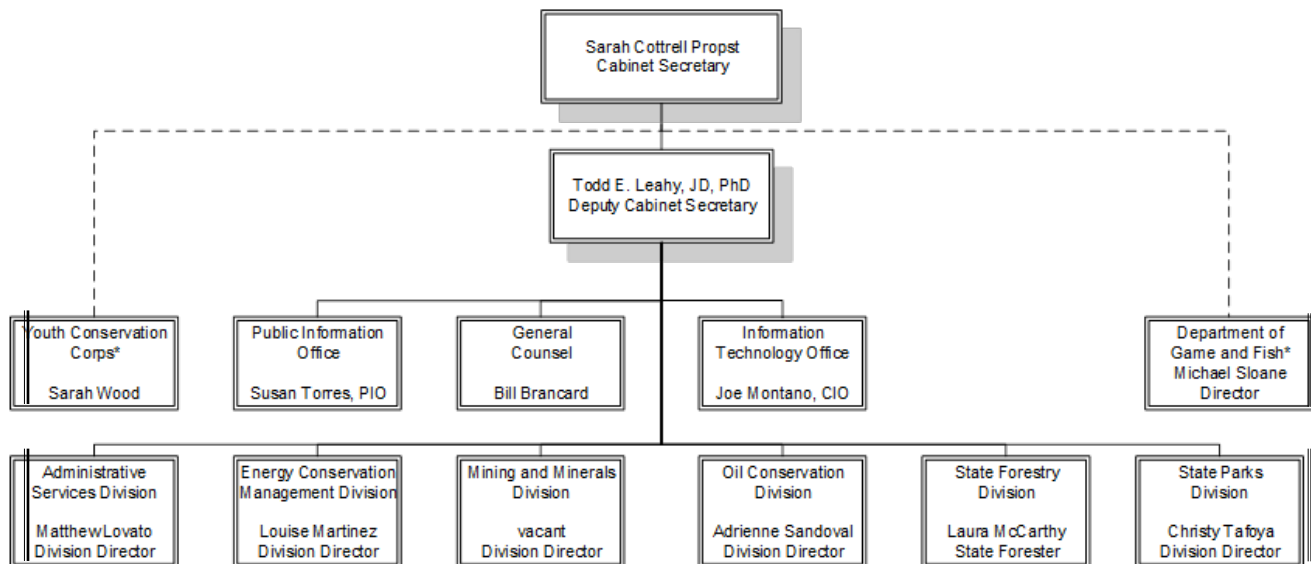 Sarah Cottrell Propst
Cabinet Secretary
Todd E. Leahy, JD, PhD
Deputy Cabinet Secretary
Youth Conservation
Corps*
Sarah Wood
Public Information
Office
Susan Torres, PIO
General
Counsel
Bill Brancard
Information
Technology Office
Joe Montano, CIO
Department of
Game and Fish*
Michael Sloane
Director
Administrative
Services Division
Matthew Lovato
Division Director
Energy Conservation
Management Division
Louise Martinez
Division Director
Mining and Minerals
Division
vacant
Division Director
Oil Conservation
Division
Adrienne Sandoval
Division Director
State Forestry
Division
Laura McCarthy
State Forester
State Parks
Division
Christy Tafoya
Division Director